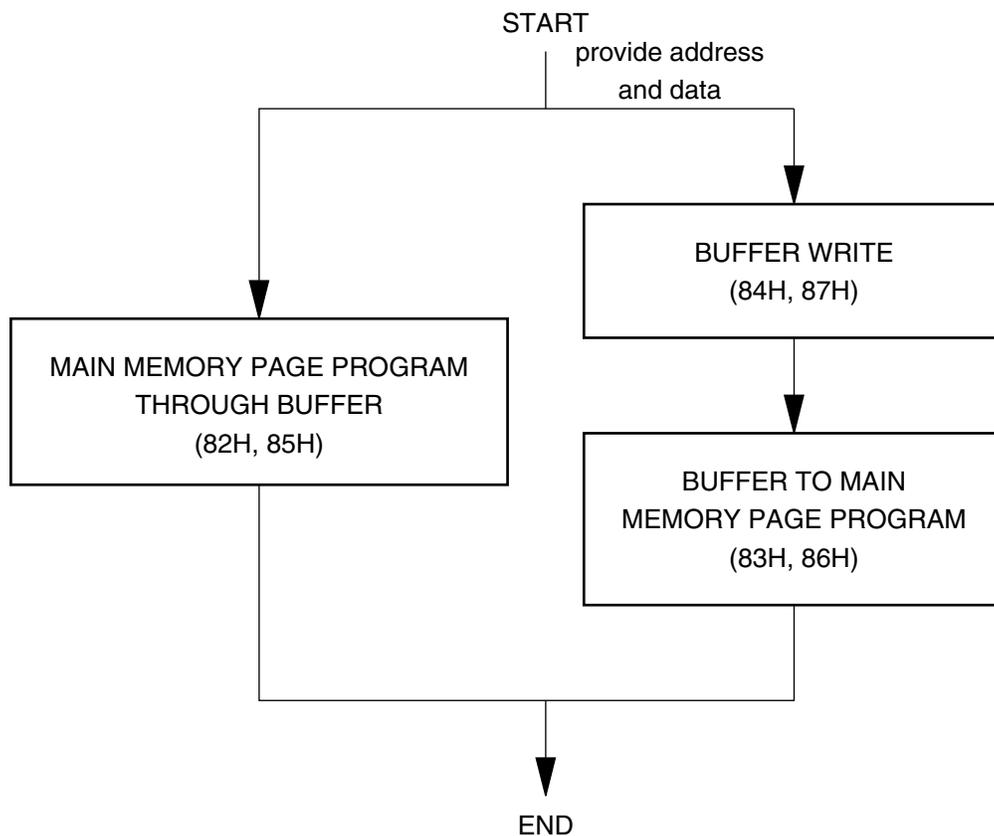 START
provide address
and data
BUFFER WRITE
(84H, 87H)
MAIN MEMORY PAGE PROGRAM
THROUGH BUFFER
(82H, 85H)
BUFFER TO MAIN
MEMORY PAGE PROGRAM
(83H, 86H)
END